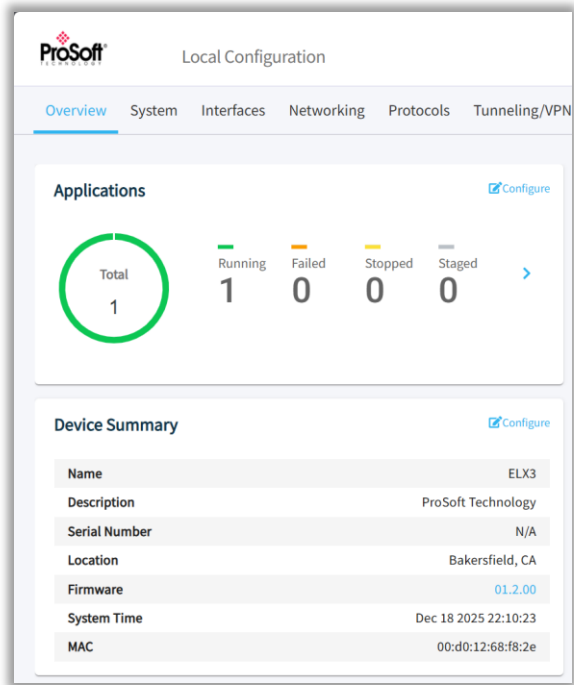 ProSoft®
TECHNOLOGY
Local Configuration
Overview System Interfaces Networking Protocols Tunneling/VPN
Applications Configure
Total
1
Running Failed Stopped Staged
1 0 0 0
Device Summary Configure
Name ELX3
Description ProSoft Technology
Serial Number N/A
Location Bakersfield, CA
Firmware 01.2.00
System Time Dec 18 2025 22:10:23
MAC 00:d0:12:68:f8:2e